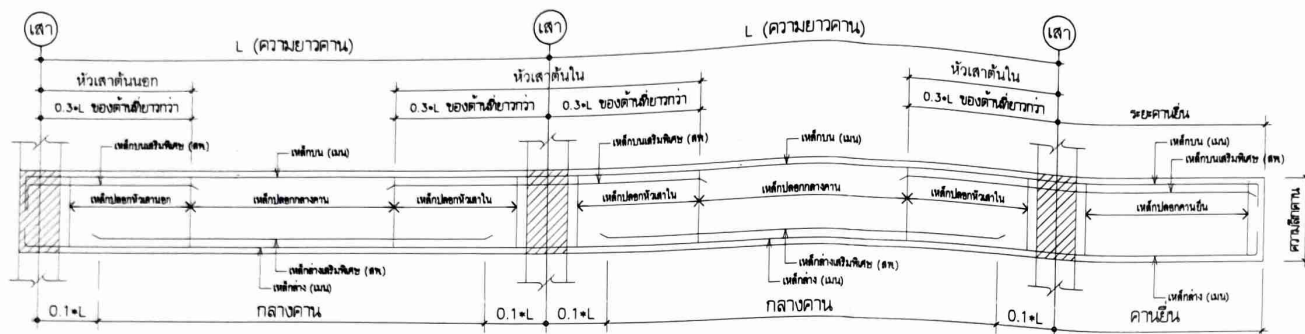 เสา
เสา
เสา
L (ความยาวคาน)
L (ความยาวคาน)
หัวเสาต้นนอก
หัวเสาต้นใน
หัวเสาต้นใน
0.3*L ของด้านที่ยาวกว่า
0.3*L ของด้านที่ยาวกว่า
0.3*L ของด้านที่ยาวกว่า
0.3*L ของด้านที่ยาวกว่า
ระยะคานยื่น
เหล็กบนเสริมพิเศษ (สพ.)
เหล็กบน (เมน)
เหล็กบนเสริมพิเศษ (สพ.)
เหล็กบน (เมน)
เหล็กบน (เมน)
เหล็กบนเสริมพิเศษ (สพ.)
เหล็กปลอกหัวเสานอก
เหล็กปลอกกลางคาน
เหล็กปลอกหัวเสาใน
เหล็กปลอกหัวเสาใน
เหล็กปลอกกลางคาน
เหล็กปลอกหัวเสาใน
เหล็กปลอกคานยื่น
ความลึกคาน
เหล็กล่างเสริมพิเศษ (สพ.)
เหล็กล่าง (เมน)
เหล็กล่างเสริมพิเศษ (สพ.)
เหล็กล่าง (เมน)
เหล็กล่าง (เมน)
0.1*L
กลางคาน
0.1*L
0.1*L
กลางคาน
0.1*L
คานยื่น